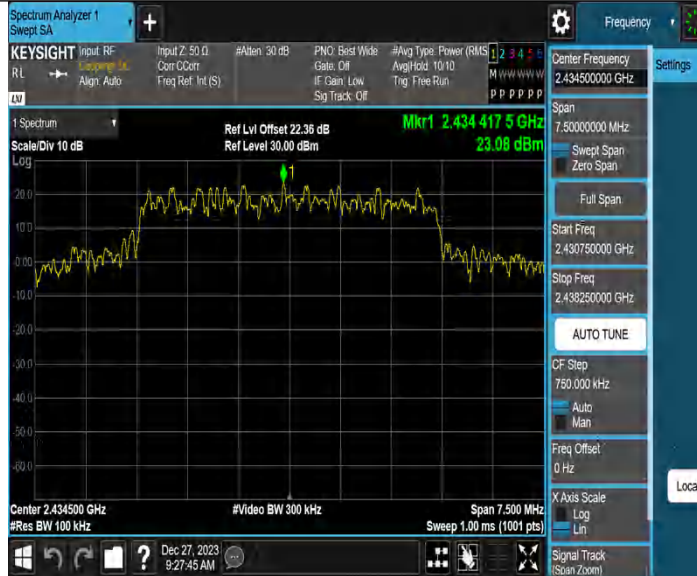 Spectrum Analyzer 1
Swept SA
+
Frequency
KEYSIGHT
Input: RF
Coupling: DC
Align: Auto
Input Z: 50 Ω
Corr CCorr
Freq Ref: Int (S)
#Atten: 30 dB
PNO: Best Wide
Gate: Off
IF Gain: Low
Sig Track: Off
#Avg Type: Power (RMS
Avg|Hold: 10/10
Trig: Free Run
1 2 3 4 5 6
M W W W W W
P P P P P P
RL
1 Spectrum
Scale/Div 10 dB
Ref Lvl Offset 22.36 dB
Ref Level 30.00 dBm
Mkr1 2.434 417 5 GHz
23.08 dBm
Log
1
20.0
10.0
0.00
-10.0
-20.0
-30.0
-40.0
-50.0
-60.0
Center 2.434500 GHz
#Res BW 100 kHz
#Video BW 300 kHz
Span 7.500 MHz
Sweep 1.00 ms (1001 pts)
?
Dec 27, 2023
9:27:45 AM
Center Frequency
2.434500000 GHz
Settings
Span
7.50000000 MHz
Swept Span
Zero Span
Full Span
Start Freq
2.430750000 GHz
Stop Freq
2.438250000 GHz
AUTO TUNE
CF Step
750.000 kHz
Auto
Man
Freq Offset
0 Hz
X Axis Scale
Log
Lin
Loca
Signal Track
(Span Zoom)